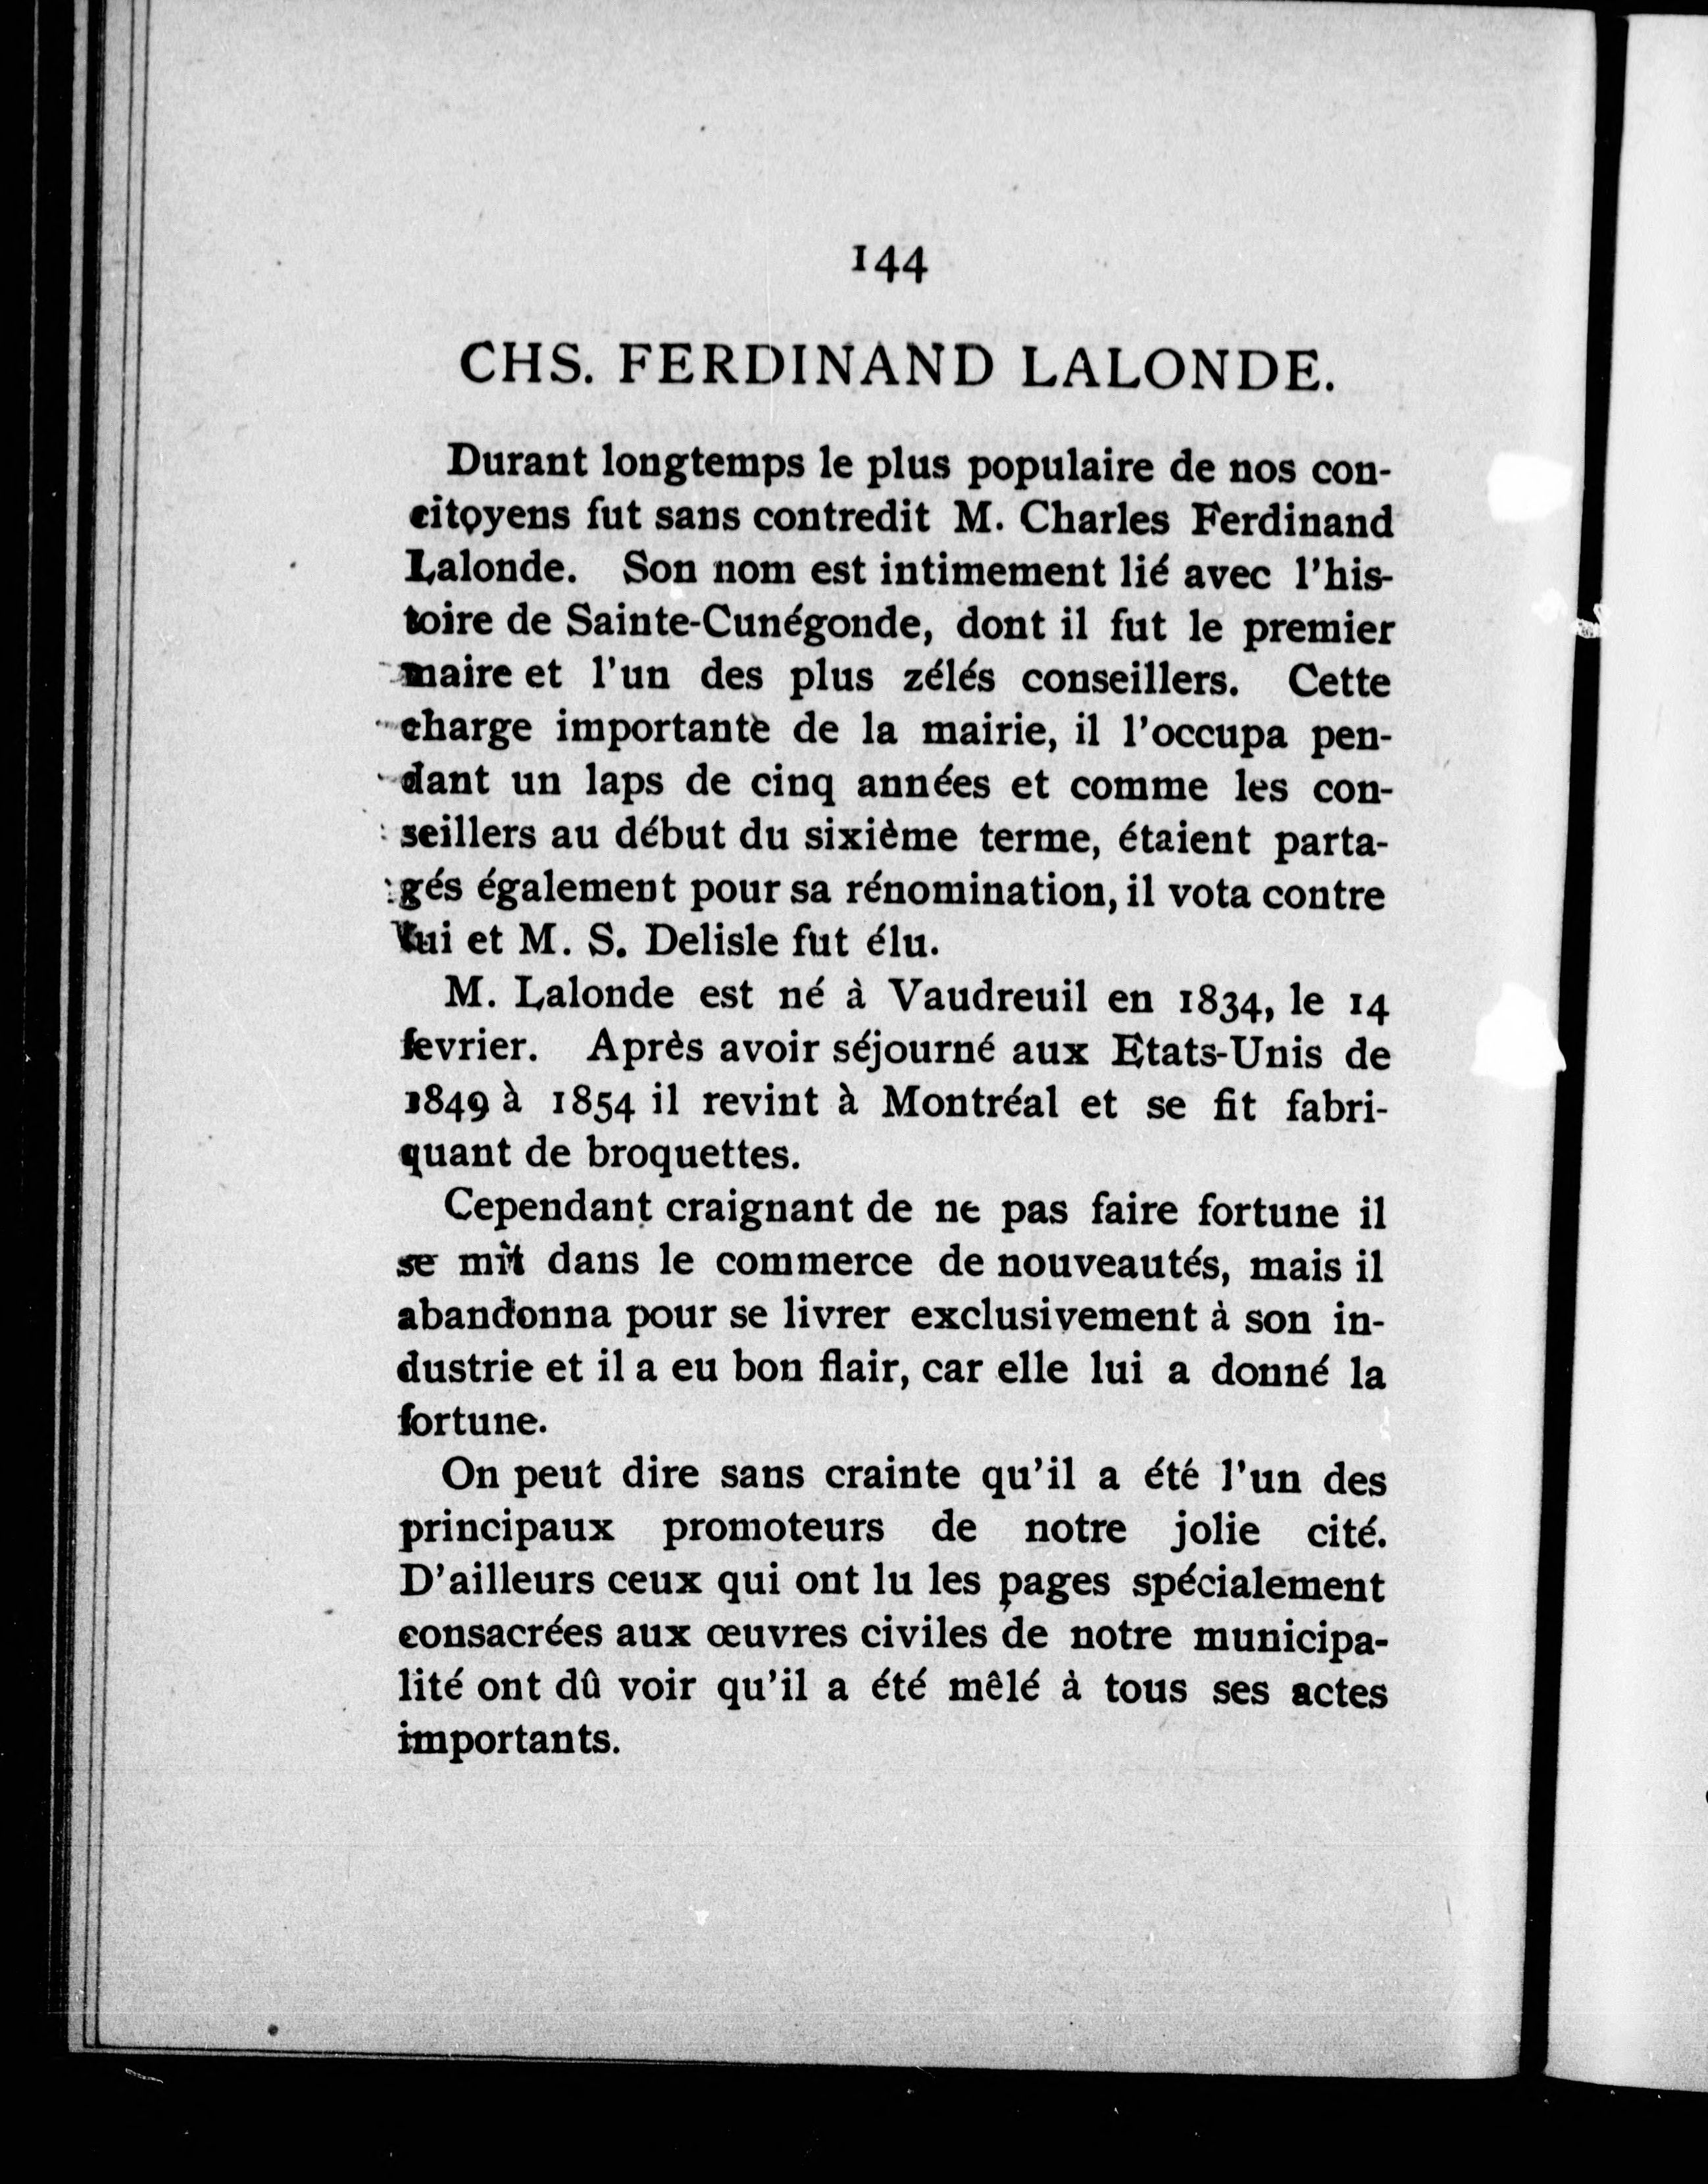 144
CHS. FERDINAND LALONDE.
Durant longtemps le plus populaire de nos con-
citoyens fut sans contredit M. Charles Ferdinand
Lalonde. Son nom est intimement lié avec l'his-
toire de Sainte-Cunégonde, dont il fut le premier
maire et l'un des plus zélés conseillers. Cette
charge importante de la mairie, il l'occupa pen-
dant un laps de cinq années et comme les con-
seillers au début du sixième terme, étaient parta-
gés également pour sa rénomination, il vota contre
lui et M. S. Delisle fut élu.
M. Lalonde est né à Vaudreuil en 1834, le 14
fevrier. Après avoir séjourné aux Etats-Unis de
1849 à 1854 il revint à Montréal et se fit fabri-
quant de broquettes.
Cependant craignant de ne pas faire fortune il
se mit dans le commerce de nouveautés, mais il
abandonna pour se livrer exclusivement à son in-
dustrie et il a eu bon flair, car elle lui a donné la
fortune.
On peut dire sans crainte qu'il a été l'un des
principaux promoteurs de notre jolie cité.
D'ailleurs ceux qui ont lu les pages spécialement
consacrées aux œuvres civiles de notre municipa-
lité ont dû voir qu'il a été mêlé à tous ses actes
importants.